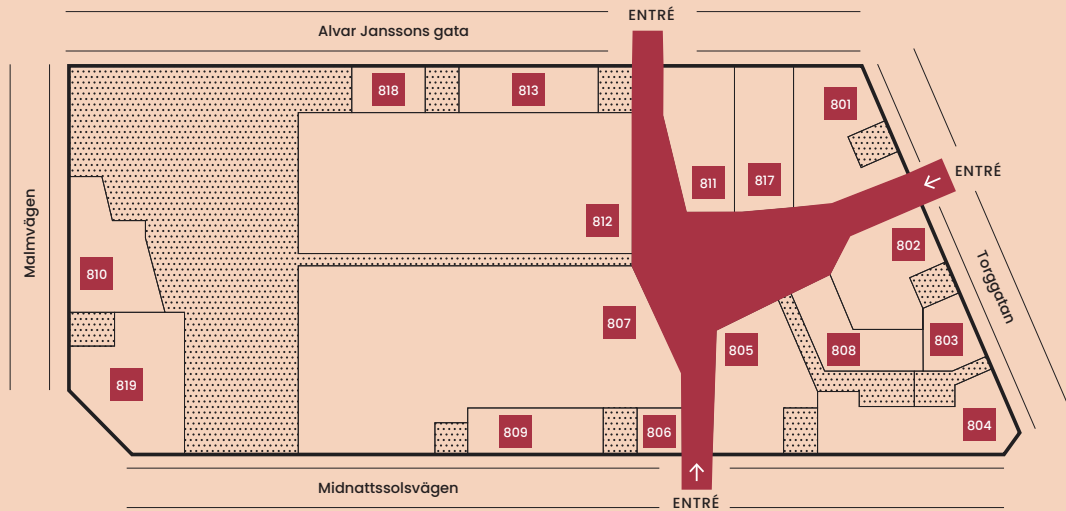 ENTRÉ
Alvar Janssons gata
818
813
801
ENTRÉ
811
817
812
802
Malmvägen
810
Torggatan
807
805
808
803
819
809
806
804
Midnattssolsvägen
ENTRÉ